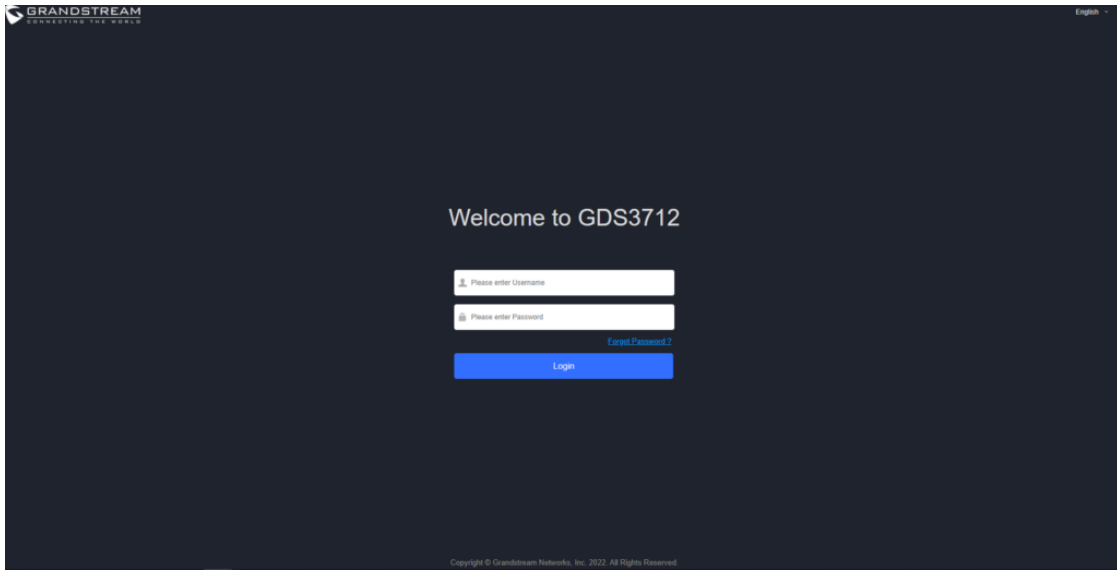 GRANDSTREAM
CONNECTING THE WORLD
English
Welcome to GDS3712
Please enter Username
Please enter Password
Forgot Password ?
Login
Copyright © Grandstream Networks, Inc. 2022. All Rights Reserved.